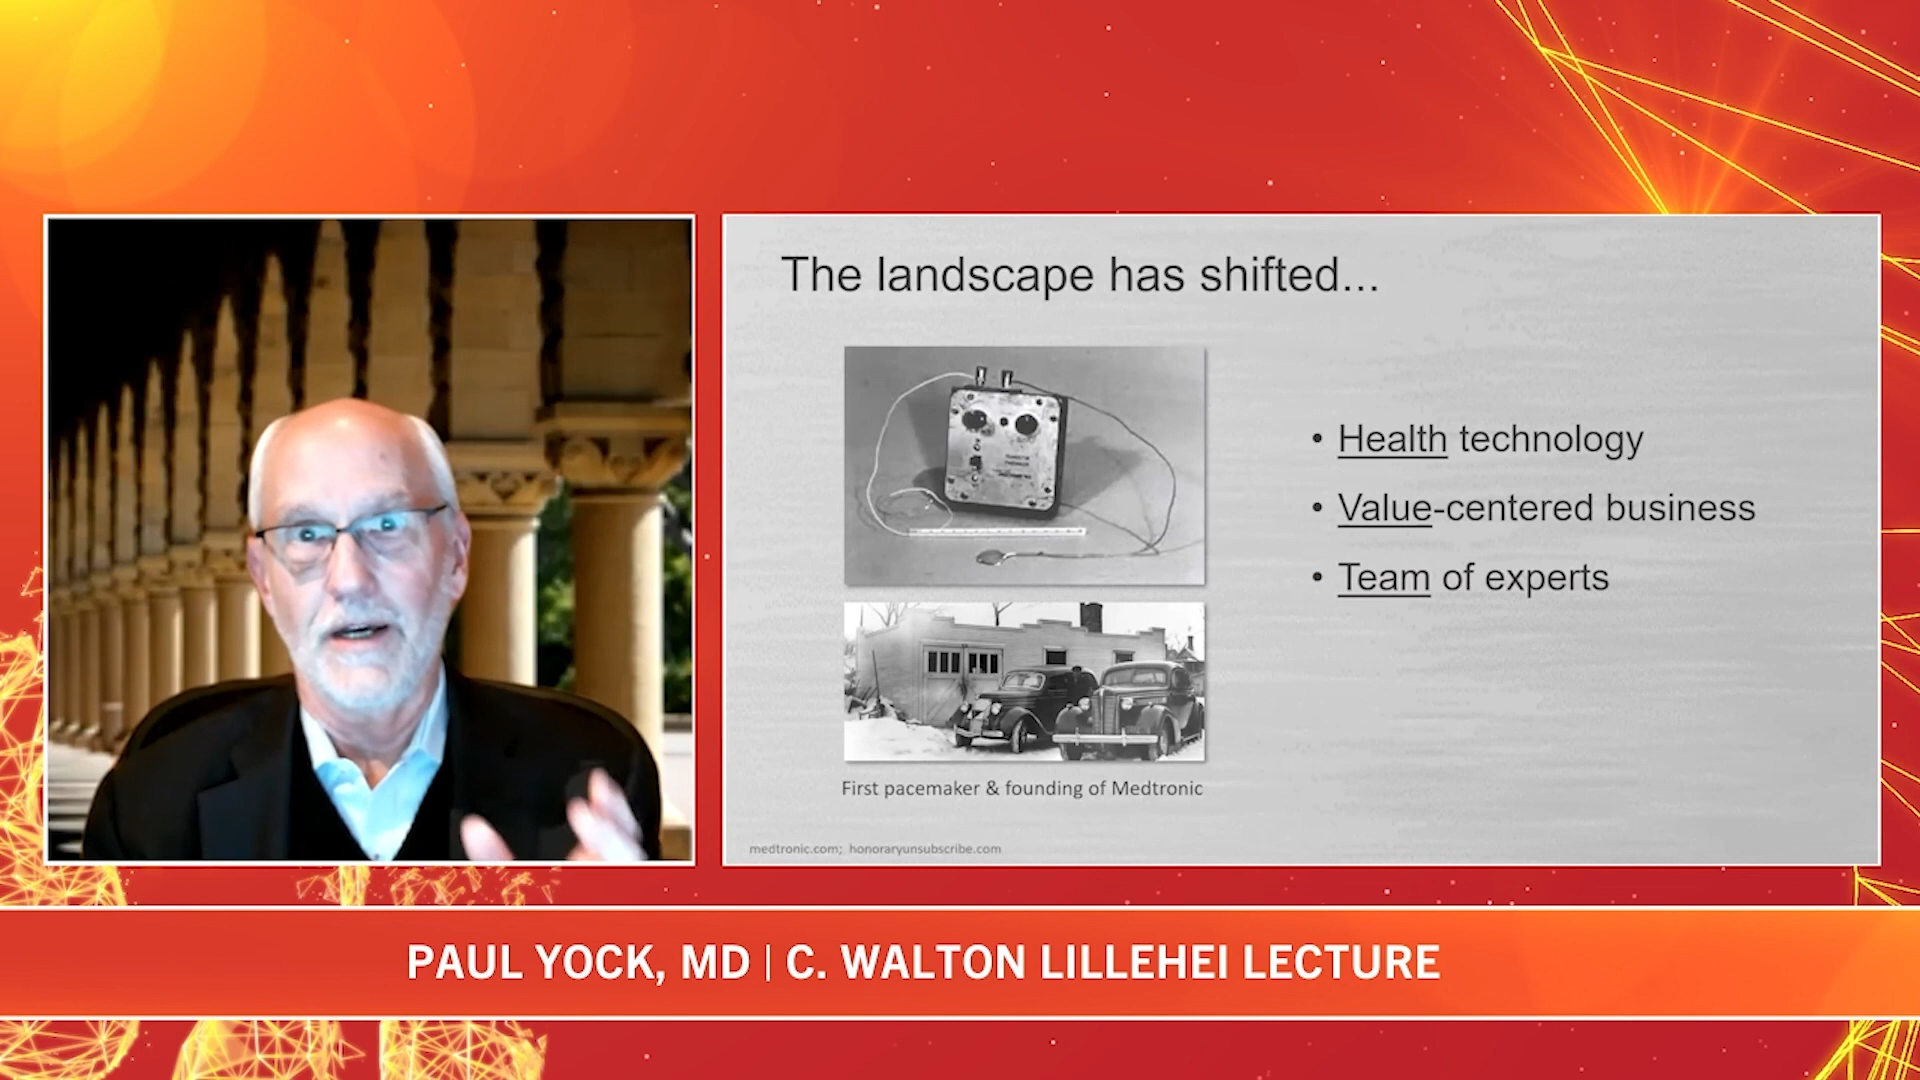 The landscape has shifted...
• Health technology
• Value-centered business
• Team of experts
First pacemaker & founding of Medtronic
medtronic.com; honoraryunsubscribe.com
PAUL YOCK, MD | C. WALTON LILLEHEI LECTURE